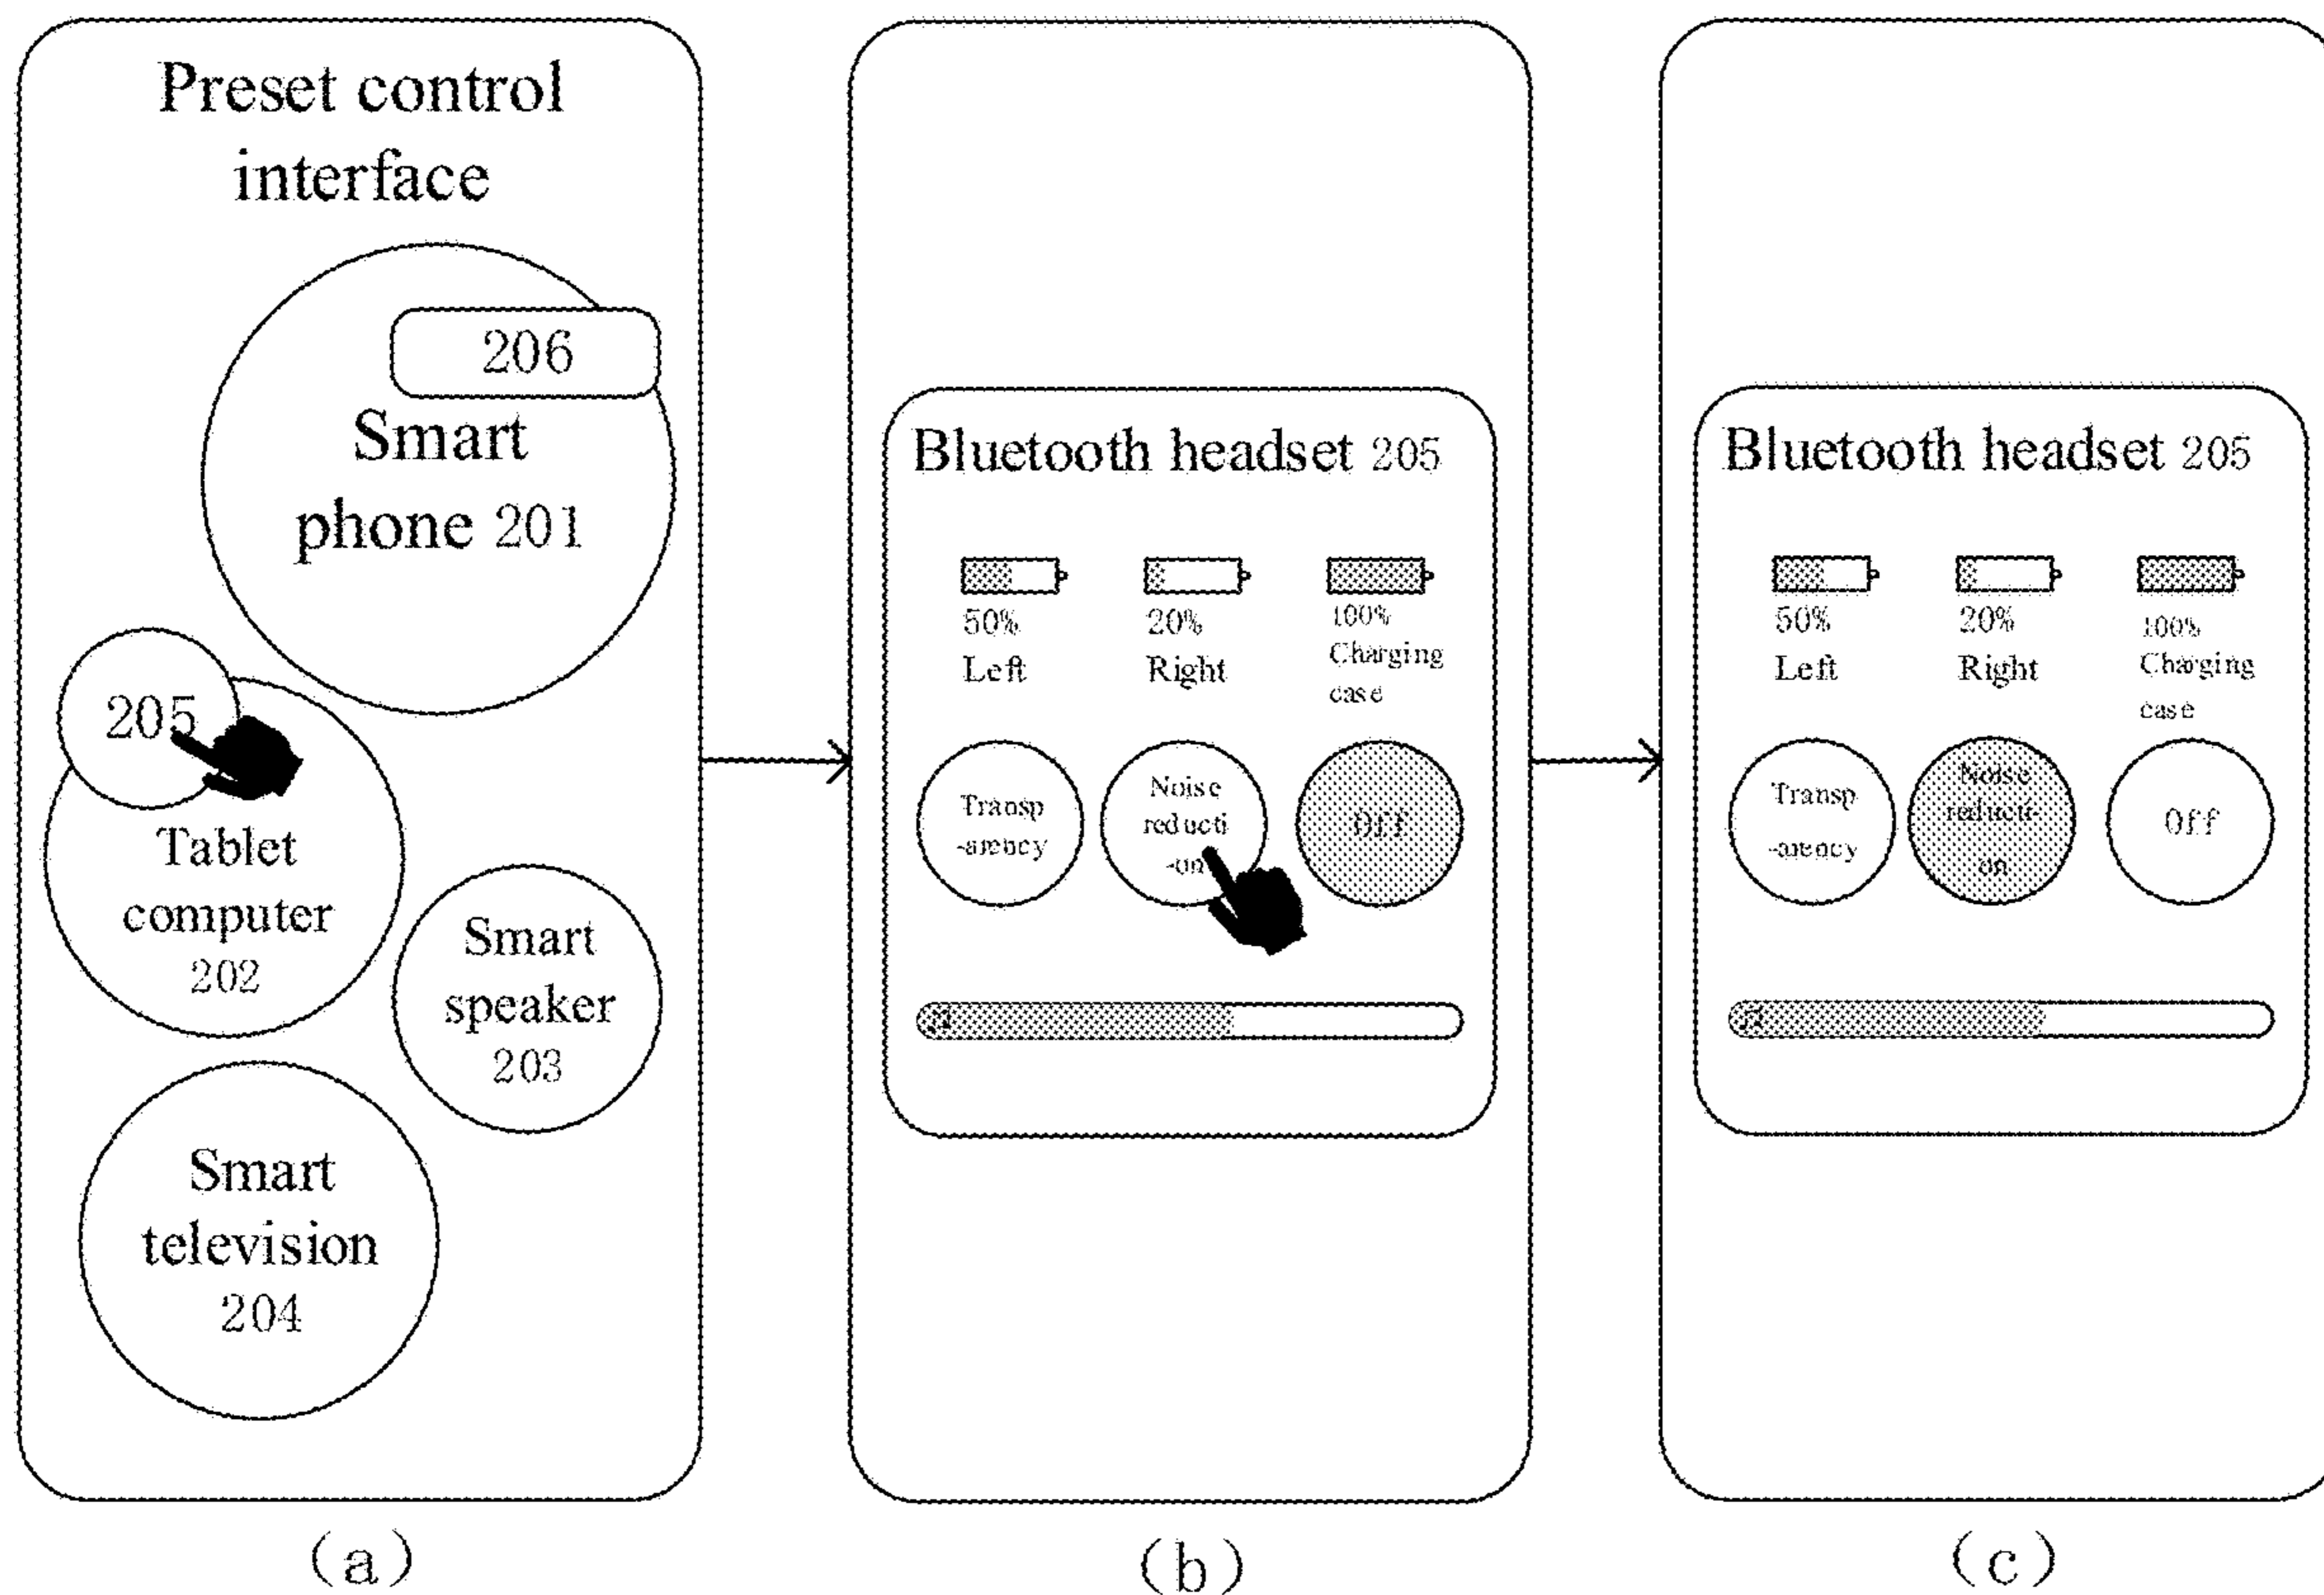 Preset control
interface
206
Smart
phone 201
205
Tablet
computer
202
Smart
speaker
203
Smart
television
204
(a)
Bluetooth headset 205
50%
Left
20%
Right
100%
Charging
case
Transp
-arency
Noise
reducti
-on
Off
(b)
Bluetooth headset 205
50%
Left
20%
Right
100%
Charging
case
Transp
-arency
Noise
reducti-
on
Off
(c)